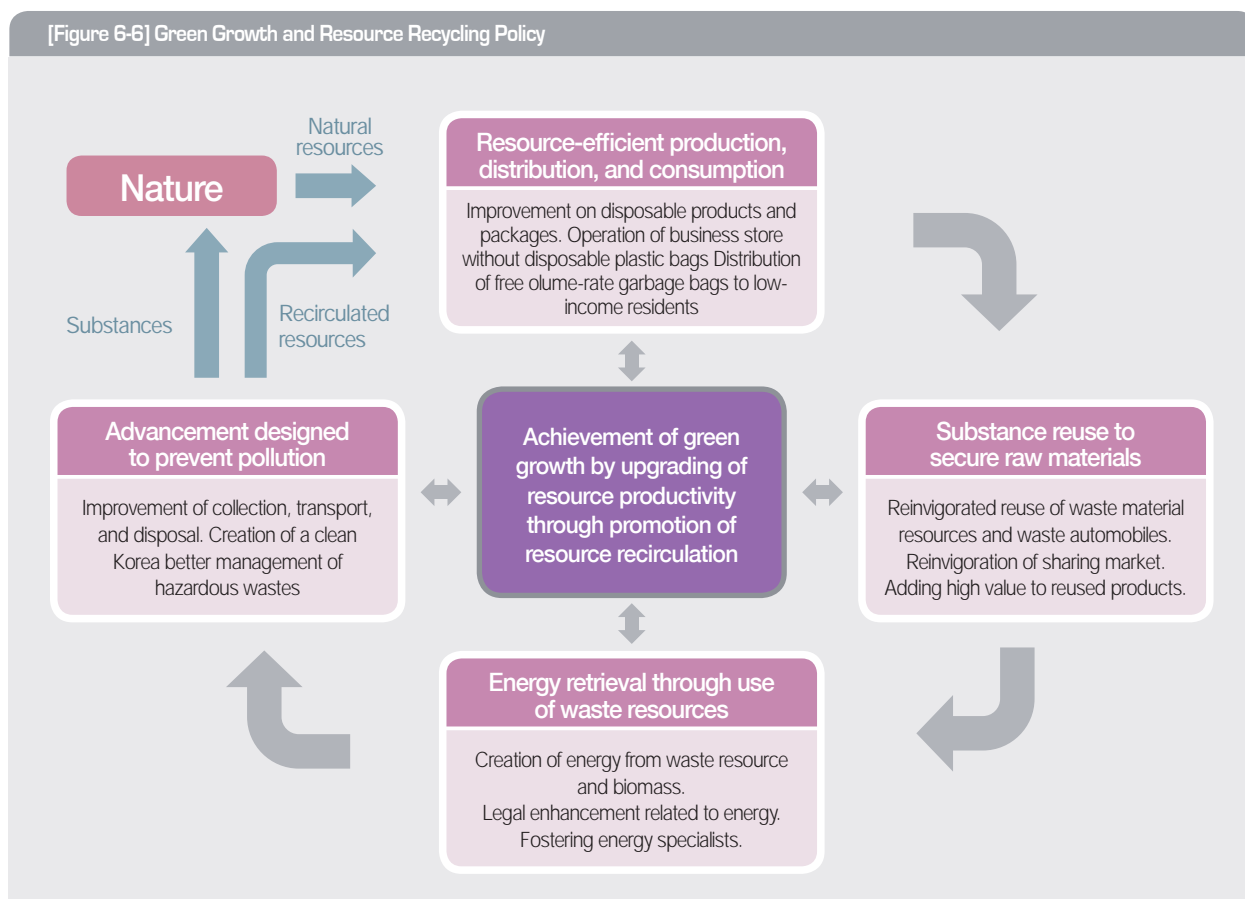 [Figure 6-6] Green Growth and Resource Recycling Policy
Nature
Natural
resources
Substances
Recirculated
resources
Resource-efficient production,
distribution, and consumption
Improvement on disposable products and
packages. Operation of business store
without disposable plastic bags Distribution
of free olume-rate garbage bags to low-
income residents
Advancement designed
to prevent pollution
Improvement of collection, transport,
and disposal. Creation of a clean
Korea better management of
hazardous wastes
Achievement of green
growth by upgrading of
resource productivity
through promotion of
resource recirculation
Substance reuse to
secure raw materials
Reinvigorated reuse of waste material
resources and waste automobiles.
Reinvigoration of sharing market.
Adding high value to reused products.
Energy retrieval through use
of waste resources
Creation of energy from waste resource
and biomass.
Legal enhancement related to energy.
Fostering energy specialists.